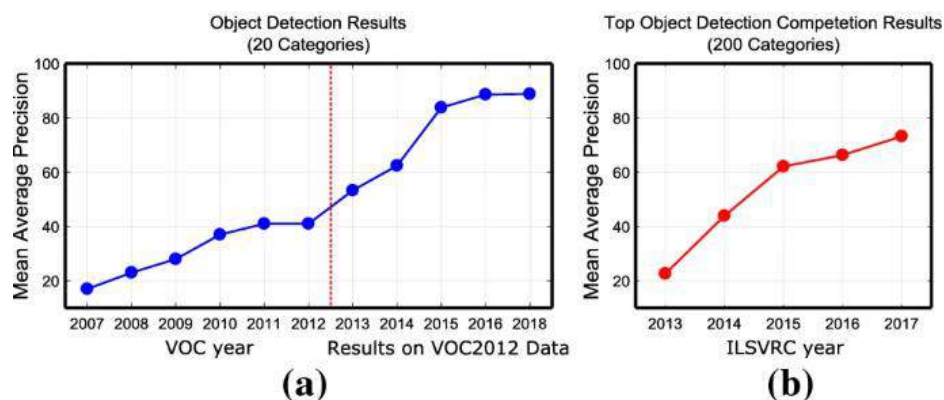 Object Detection Results
(20 Categories)
Mean Average Precision
100
80
60
40
20
2007 2008 2009 2010 2011 2012 2013 2014 2015 2016 2018
VOC year Results on VOC2012 Data
(a)
Top Object Detection Competetion Results
(200 Categories)
Mean Average Precision
100
80
60
40
20
2013 2014 2015 2016 2017
ILSVRC year
(b)